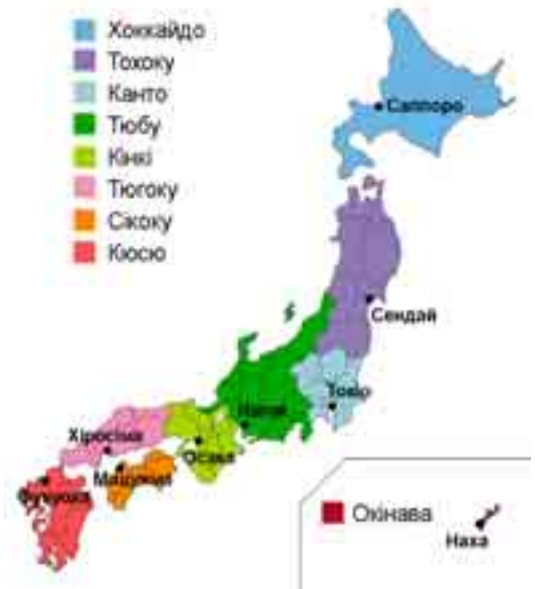 Хоккайдо
Тохоку
Канто
Тюбу
Кінкі
Тюгоку
Сікоку
Кюсю
Саппоро
Сендай
Токіо
Нагоя
Хіросіма
Осака
Мацуяма
Фукуока
Окінава
Наха